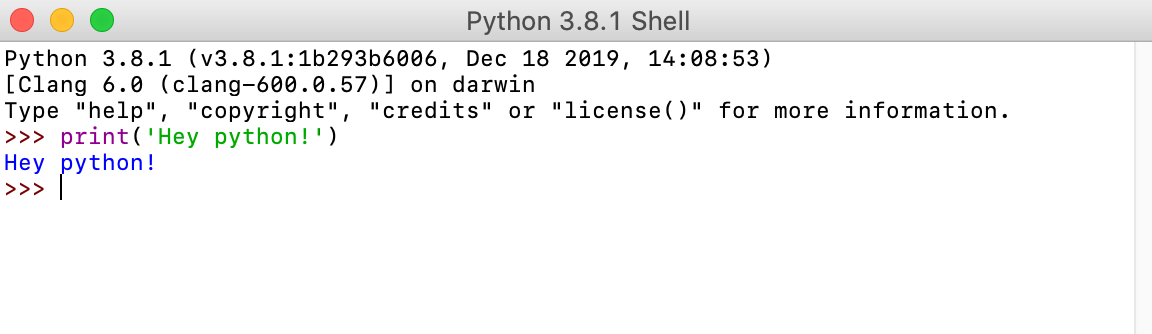 Python 3.8.1 Shell
Python 3.8.1 (v3.8.1:1b293b6006, Dec 18 2019, 14:08:53)
[Clang 6.0 (clang-600.0.57)] on darwin
Type "help", "copyright", "credits" or "license()" for more information.
>>> print('Hey python!')
Hey python!
>>>